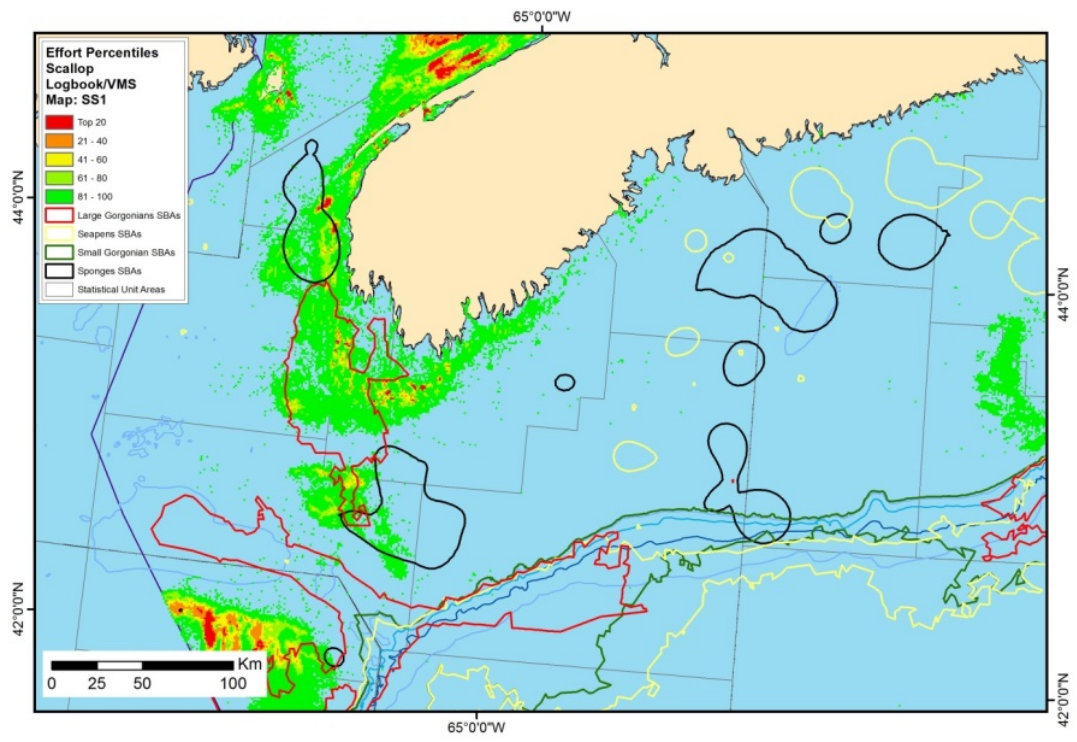 65°0'0"W
Effort Percentiles
Scallop
Logbook/VMS
Map: SS1
Top 20
21 - 40
41 - 60
61 - 80
81 - 100
Large Gorgonians SBAs
Seapens SBAs
Small Gorgonian SBAs
Sponges SBAs
Statistical Unit Areas
44°0'0"N
44°0'0"N
42°0'0"N
42°0'0"N
Km
0 25 50 100
65°0'0"W